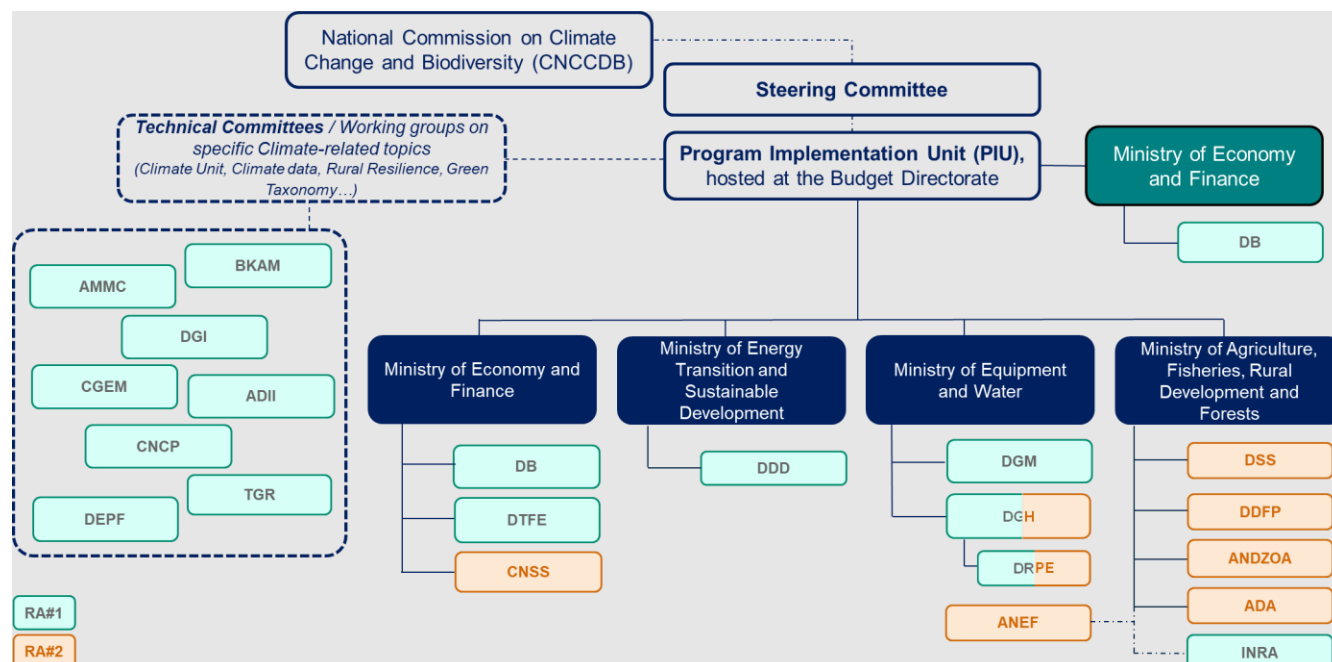 National Commission on Climate
Change and Biodiversity (CNCCDB)
Steering Committee
Technical Committees / Working groups on
specific Climate-related topics
(Climate Unit, Climate data, Rural Resilience, Green
Taxonomy…)
Program Implementation Unit (PIU),
hosted at the Budget Directorate
Ministry of Economy
and Finance
DB
BKAM
AMMC
DGI
CGEM
ADII
CNCP
TGR
DEPF
Ministry of Economy and
Finance
DB
DTFE
CNSS
Ministry of Energy
Transition and
Sustainable
Development
DDD
Ministry of Equipment
and Water
DGM
DGH
DRPE
ANEF
Ministry of Agriculture,
Fisheries, Rural
Development and
Forests
DSS
DDFP
ANDZOA
ADA
INRA
RA#1
RA#2